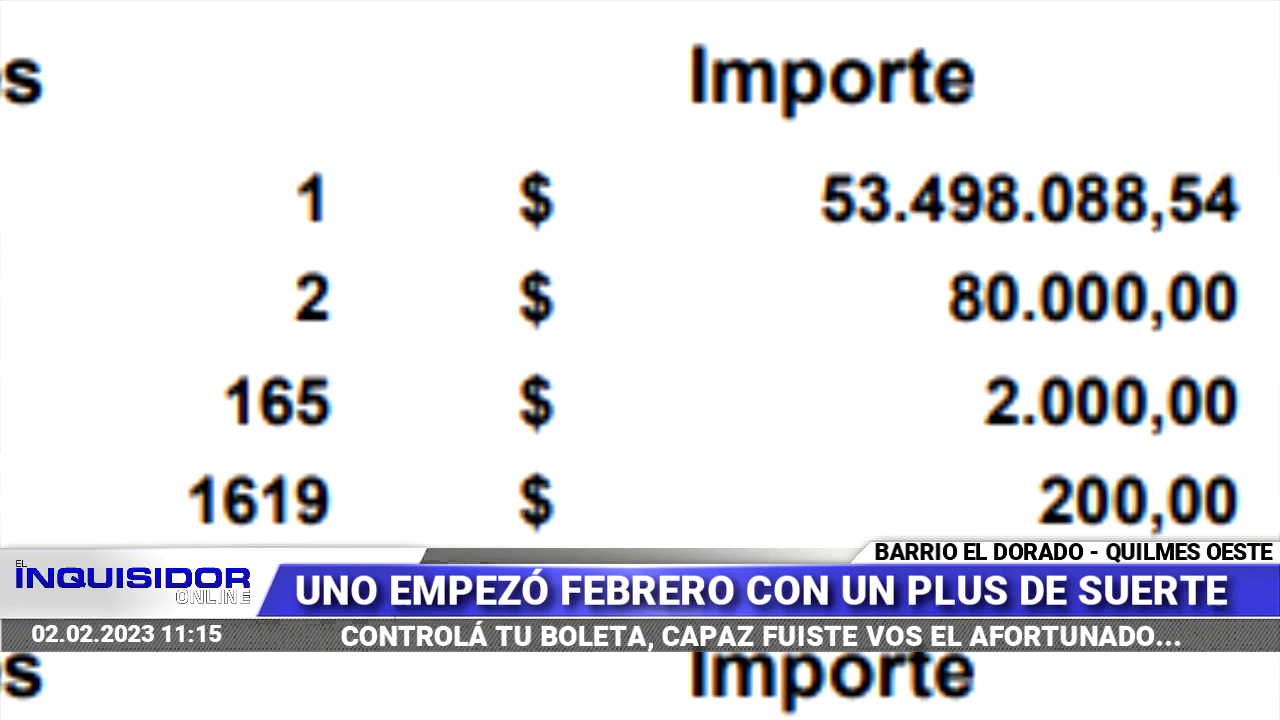 s Importe
1 $ 53.498.088,54
2 $ 80.000,00
165 $ 2.000,00
1619 $ 200,00
BARRIO EL DORADO - QUILMES OESTE
EL
INQUISIDOR
ONLINE
UNO EMPEZÓ FEBRERO CON UN PLUS DE SUERTE
02.02.2023 11:15
CONTROLÁ TU BOLETA, CAPAZ FUISTE VOS EL AFORTUNADO...
s Importe